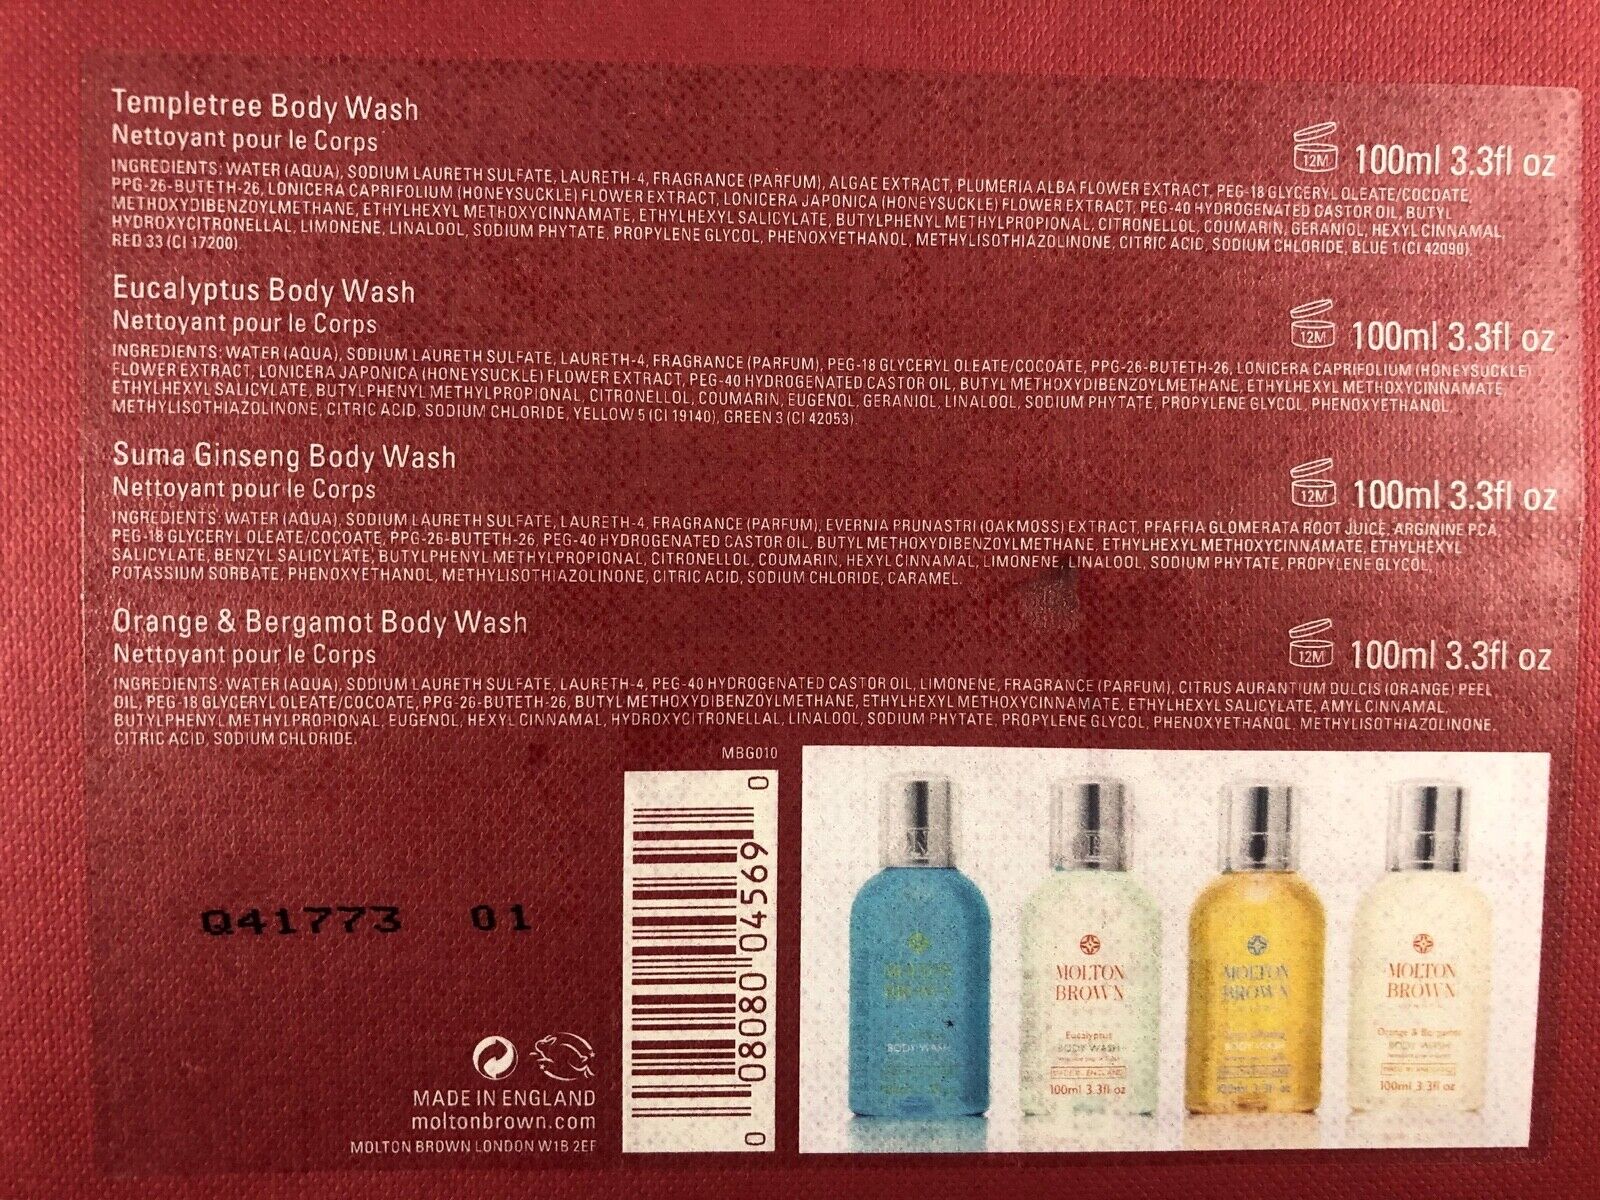 Templetree Body Wash
Nettoyant pour le Corps
12M 100ml 3.3fl oz
INGREDIENTS: WATER (AQUA), SODIUM LAURETH SULFATE, LAURETH-4, FRAGRANCE (PARFUM), ALGAE EXTRACT, PLUMERIA ALBA FLOWER EXTRACT, PEG-18 GLYCERYL OLEATE/COCOATE,
PPG-26-BUTETH-26, LONICERA CAPRIFOLIUM (HONEYSUCKLE) FLOWER EXTRACT, LONICERA JAPONICA (HONEYSUCKLE) FLOWER EXTRACT, PEG-40 HYDROGENATED CASTOR OIL, BUTYL
METHOXYDIBENZOYLMETHANE, ETHYLHEXYL METHOXYCINNAMATE, ETHYLHEXYL SALICYLATE, BUTYLPHENYL METHYLPROPIONAL, CITRONELLOL, COUMARIN, GERANIOL, HEXYL CINNAMAL,
HYDROXYCITRONELLAL, LIMONENE, LINALOOL, SODIUM PHYTATE, PROPYLENE GLYCOL, PHENOXYETHANOL, METHYLISOTHIAZOLINONE, CITRIC ACID, SODIUM CHLORIDE, BLUE 1 (CI 42090),
RED 33 (CI 17200).
Eucalyptus Body Wash
Nettoyant pour le Corps
12M 100ml 3.3fl oz
INGREDIENTS: WATER (AQUA), SODIUM LAURETH SULFATE, LAURETH-4, FRAGRANCE (PARFUM), PEG-18 GLYCERYL OLEATE/COCOATE, PPG-26-BUTETH-26, LONICERA CAPRIFOLIUM (HONEYSUCKLE)
FLOWER EXTRACT, LONICERA JAPONICA (HONEYSUCKLE) FLOWER EXTRACT, PEG-40 HYDROGENATED CASTOR OIL, BUTYL METHOXYDIBENZOYLMETHANE, ETHYLHEXYL METHOXYCINNAMATE,
ETHYLHEXYL SALICYLATE, BUTYLPHENYL METHYLPROPIONAL, CITRONELLOL, COUMARIN, EUGENOL, GERANIOL, LINALOOL, SODIUM PHYTATE, PROPYLENE GLYCOL, PHENOXYETHANOL,
METHYLISOTHIAZOLINONE, CITRIC ACID, SODIUM CHLORIDE, YELLOW 5 (CI 19140), GREEN 3 (CI 42053).
Suma Ginseng Body Wash
Nettoyant pour le Corps
12M 100ml 3.3fl oz
INGREDIENTS: WATER (AQUA), SODIUM LAURETH SULFATE, LAURETH-4, FRAGRANCE (PARFUM), EVERNIA PRUNASTRI (OAKMOSS) EXTRACT, PFAFFIA GLOMERATA ROOT JUICE, ARGININE PCA,
PEG-18 GLYCERYL OLEATE/COCOATE, PPG-26-BUTETH-26, PEG-40 HYDROGENATED CASTOR OIL, BUTYL METHOXYDIBENZOYLMETHANE, ETHYLHEXYL METHOXYCINNAMATE, ETHYLHEXYL
SALICYLATE, BENZYL SALICYLATE, BUTYLPHENYL METHYLPROPIONAL, CITRONELLOL, COUMARIN, HEXYL CINNAMAL, LIMONENE, LINALOOL, SODIUM PHYTATE, PROPYLENE GLYCOL,
POTASSIUM SORBATE, PHENOXYETHANOL, METHYLISOTHIAZOLINONE, CITRIC ACID, SODIUM CHLORIDE, CARAMEL.
Orange & Bergamot Body Wash
Nettoyant pour le Corps
12M 100ml 3.3fl oz
INGREDIENTS: WATER (AQUA), SODIUM LAURETH SULFATE, LAURETH-4, PEG-40 HYDROGENATED CASTOR OIL, LIMONENE, FRAGRANCE (PARFUM), CITRUS AURANTIUM DULCIS (ORANGE) PEEL
OIL, PEG-18 GLYCERYL OLEATE/COCOATE, PPG-26-BUTETH-26, BUTYL METHOXYDIBENZOYLMETHANE, ETHYLHEXYL METHOXYCINNAMATE, ETHYLHEXYL SALICYLATE, AMYL CINNAMAL,
BUTYLPHENYL METHYLPROPIONAL, EUGENOL, HEXYL CINNAMAL, HYDROXYCITRONELLAL, LINALOOL, SODIUM PHYTATE, PROPYLENE GLYCOL, PHENOXYETHANOL, METHYLISOTHIAZOLINONE,
CITRIC ACID, SODIUM CHLORIDE.
MBG010
0 08080 04569 0
Q41773 01
MADE IN ENGLAND
moltonbrown.com
MOLTON BROWN LONDON W1B 2EF
MOLTON
BROWN
BODY WASH
MOLTON
BROWN
Eucalyptus
BODY WASH
100ml 3.3fl oz
MOLTON
BROWN
BODY WASH
MOLTON
BROWN
Orange & Bergamot
BODY WASH
100ml 3.3fl oz